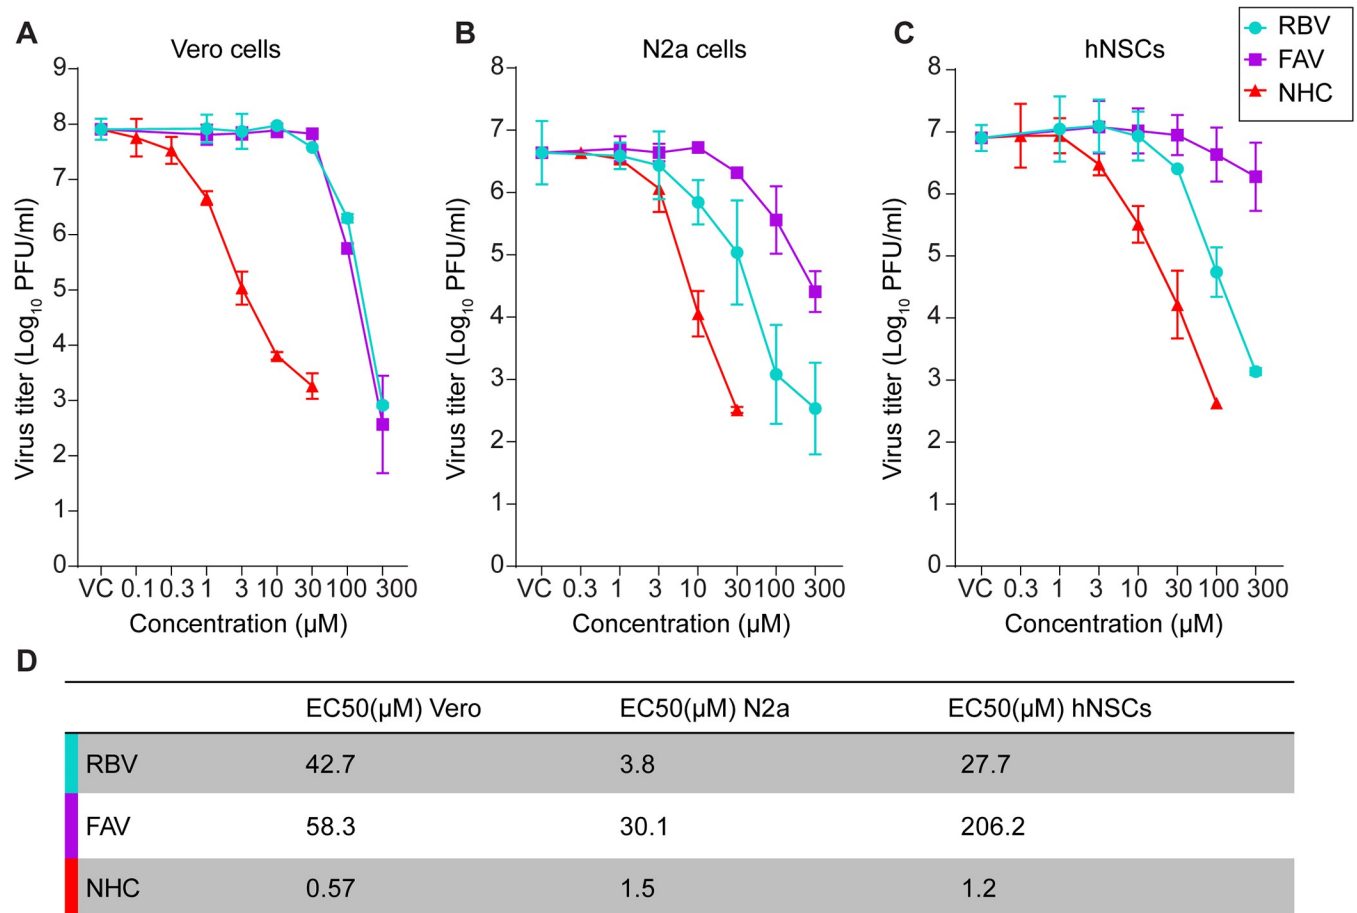 A
Vero cells
Virus titer (Log10 PFU/ml)
9
8
7
6
5
4
3
2
1
0
VC 0.1 0.3 1 3 10 30 100 300
Concentration (µM)
B
N2a cells
Virus titer (Log10 PFU/ml)
8
7
6
5
4
3
2
1
0
VC 0.3 1 3 10 30 100 300
Concentration (µM)
C
hNSCs
Virus titer (Log10 PFU/ml)
8
7
6
5
4
3
2
1
0
VC 0.3 1 3 10 30 100 300
Concentration (µM)
RBV
FAV
NHC
D
EC50(µM) Vero EC50(µM) N2a EC50(µM) hNSCs
RBV 42.7 3.8 27.7
FAV 58.3 30.1 206.2
NHC 0.57 1.5 1.2